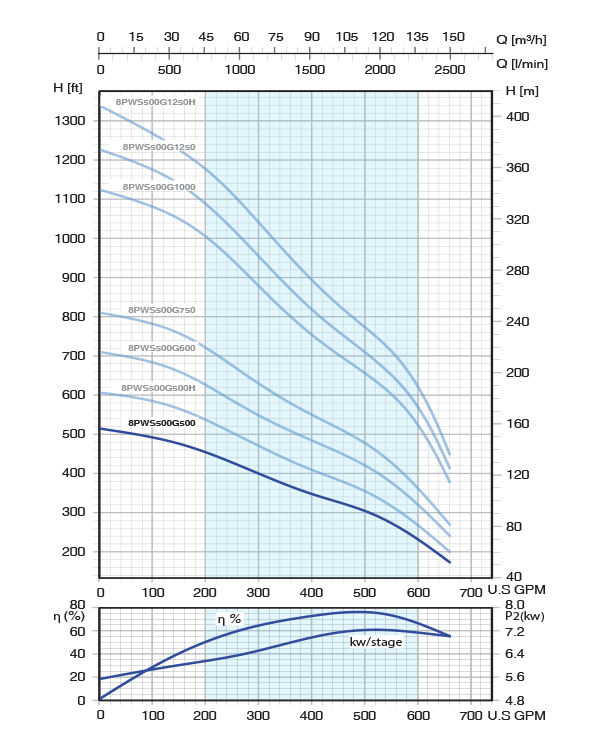 0 15 30 45 60 75 90 105 120 135 150 Q [m³/h]
0 500 1000 1500 2000 2500 Q [l/min]
H [ft] H [m]
8PWSs00G12s0H
400
1300
8PWSs00G12s0
1200
360
8PWSs00G1000
1100
320
1000
280
900
8PWSs00G7s0
800
240
8PWSs00G600
700
200
8PWSs00Gs00H
600
160
8PWSs00Gs00
500
120
400
300
80
200
40
0 100 200 300 400 500 600 700 U.S GPM
80 8.0
η (%) η % P2(kw)
60 7.2
kw/stage
40 6.4
20 5.6
0 4.8
0 100 200 300 400 500 600 700 U.S GPM